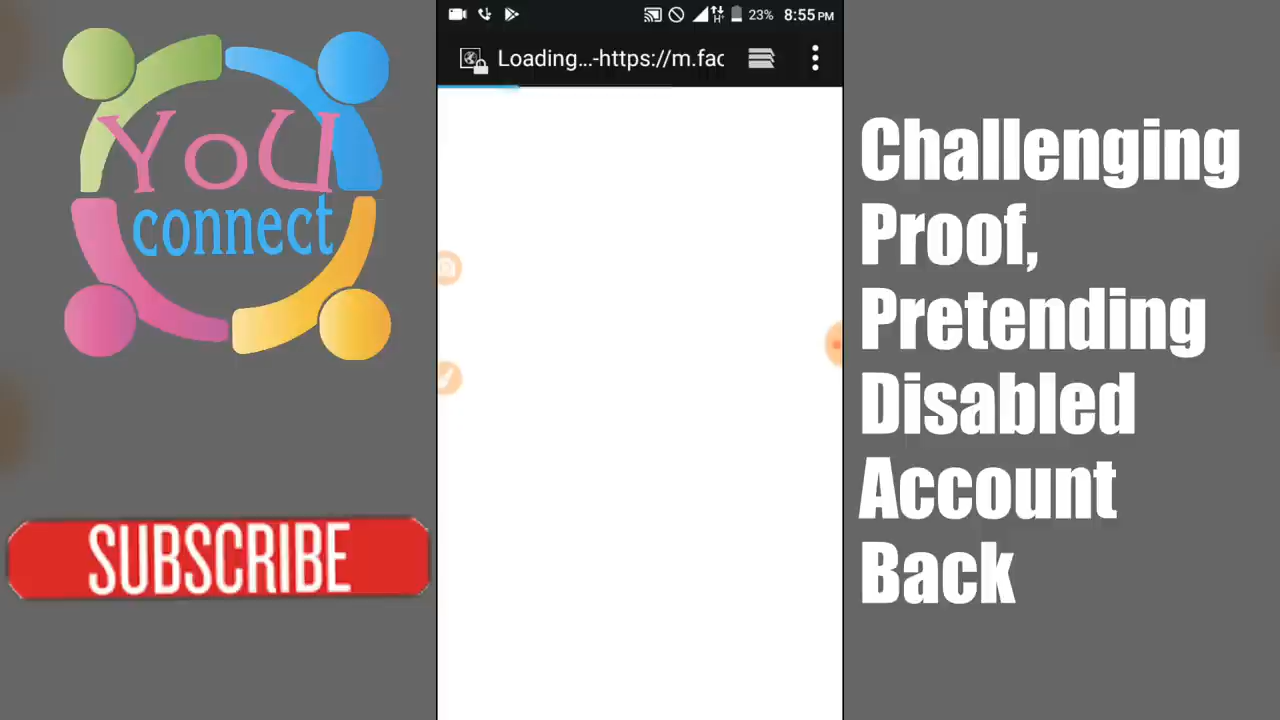 YoU
connect
SUBSCRIBE
H+ 23% 8:55 PM
Loading...-https://m.fac
Challenging
Proof,
Pretending
Disabled
Account
Back